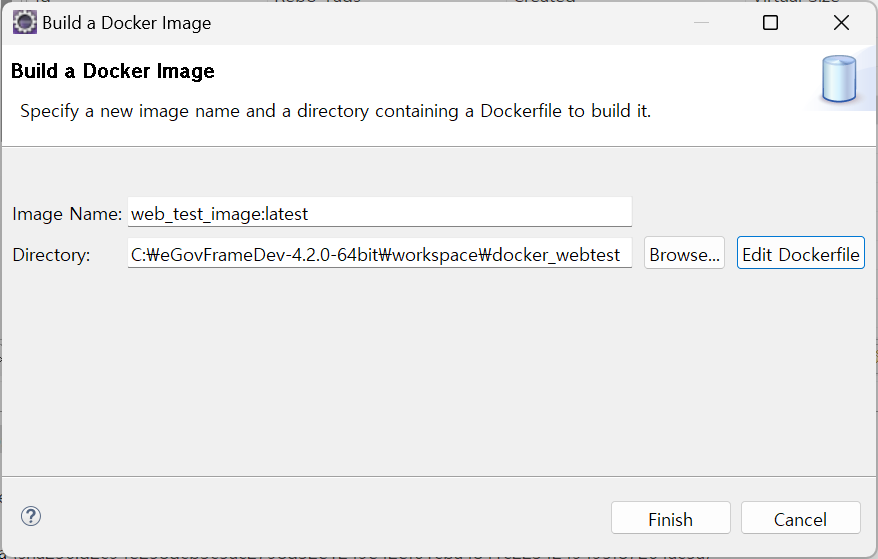 Build a Docker Image
Build a Docker Image
Specify a new image name and a directory containing a Dockerfile to build it.
Image Name: web_test_image:latest
Directory: C:₩eGovFrameDev-4.2.0-64bit₩workspace₩docker_webtest Browse... Edit Dockerfile
Finish Cancel